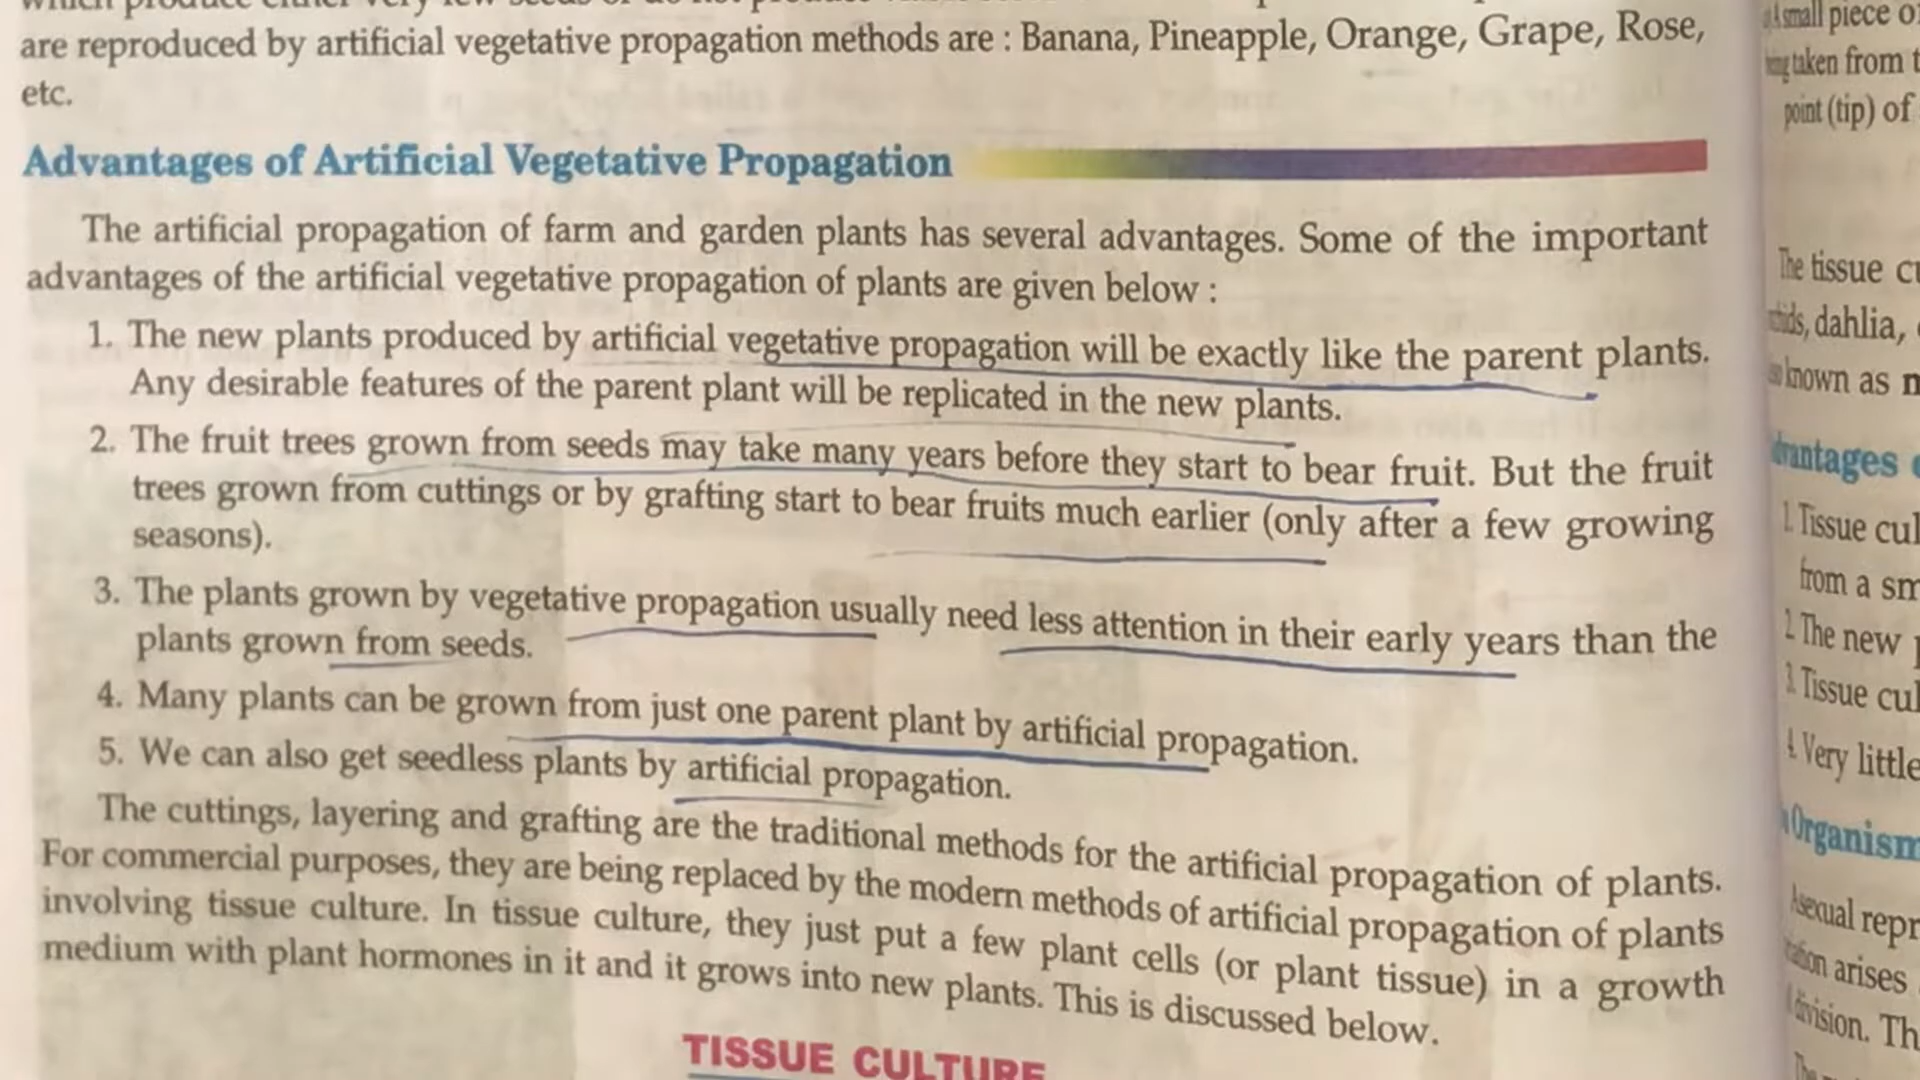 are reproduced by artificial vegetative propagation methods are : Banana, Pineapple, Orange, Grape, Rose,
etc.
Advantages of Artificial Vegetative Propagation
The artificial propagation of farm and garden plants has several advantages. Some of the important
advantages of the artificial vegetative propagation of plants are given below :
1. The new plants produced by artificial vegetative propagation will be exactly like the parent plants.
Any desirable features of the parent plant will be replicated in the new plants.
2. The fruit trees grown from seeds may take many years before they start to bear fruit. But the fruit
trees grown from cuttings or by grafting start to bear fruits much earlier (only after a few growing
seasons).
3. The plants grown by vegetative propagation usually need less attention in their early years than the
plants grown from seeds.
4. Many plants can be grown from just one parent plant by artificial propagation.
5. We can also get seedless plants by artificial propagation.
The cuttings, layering and grafting are the traditional methods for the artificial propagation of plants.
For commercial purposes, they are being replaced by the modern methods of artificial propagation of plants
involving tissue culture. In tissue culture, they just put a few plant cells (or plant tissue) in a growth
medium with plant hormones in it and it grows into new plants. This is discussed below.
TISSUE CULTURE
small piece
taken from
point (tip) of
The tissue
dahlia,
known as
1. Tissue
from a
2. The new
3. Tissue
4. Very little
Organism
arises